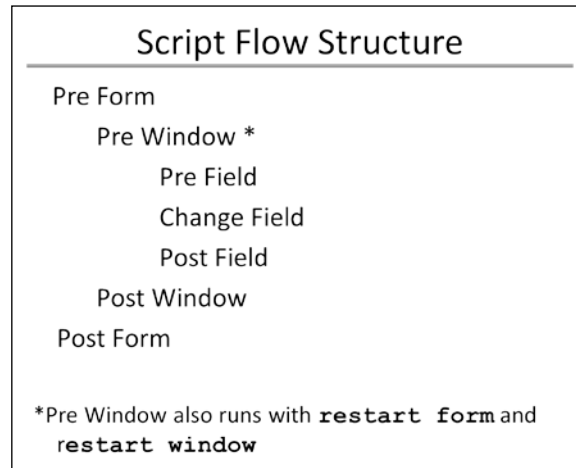 Script Flow Structure
Pre Form
Pre Window *
Pre Field
Change Field
Post Field
Post Window
Post Form
*Pre Window also runs with restart form and
restart window